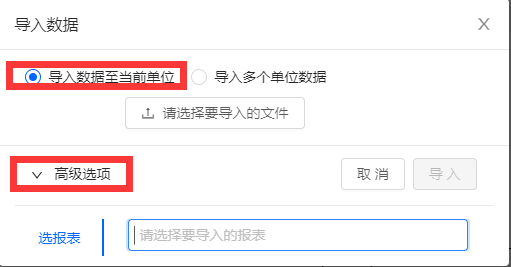 导入数据 X
导入数据至当前单位 导入多个单位数据
请选择要导入的文件
高级选项 取 消 导 入
选报表 请选择要导入的报表